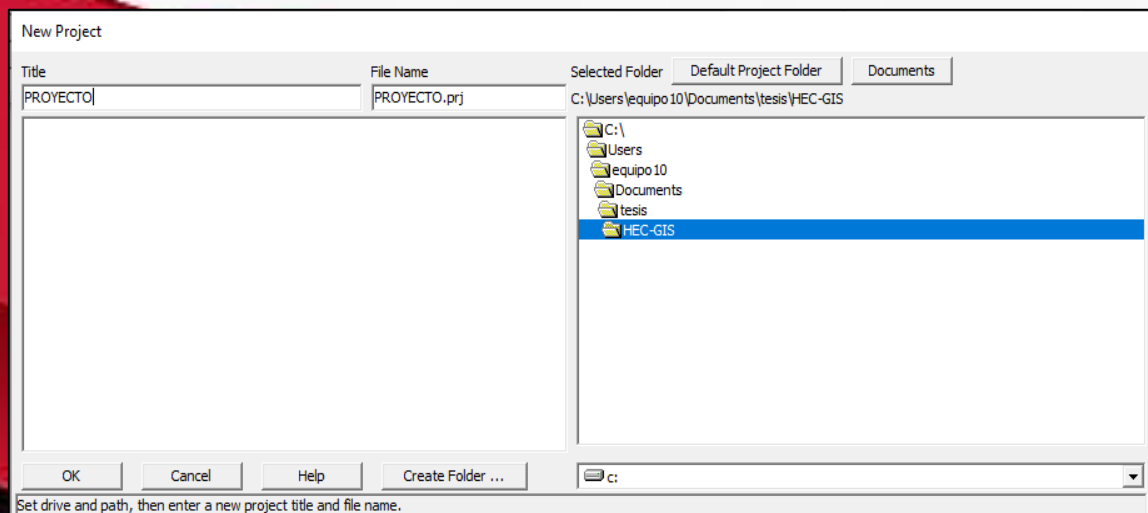 New Project
Title File Name Selected Folder Default Project Folder Documents
PROYECTO PROYECTO.prj C:\Users\equipo10\Documents\tesis\HEC-GIS
C:\
Users
equipo10
Documents
tesis
HEC-GIS
OK Cancel Help Create Folder ... c:
Set drive and path, then enter a new project title and file name.